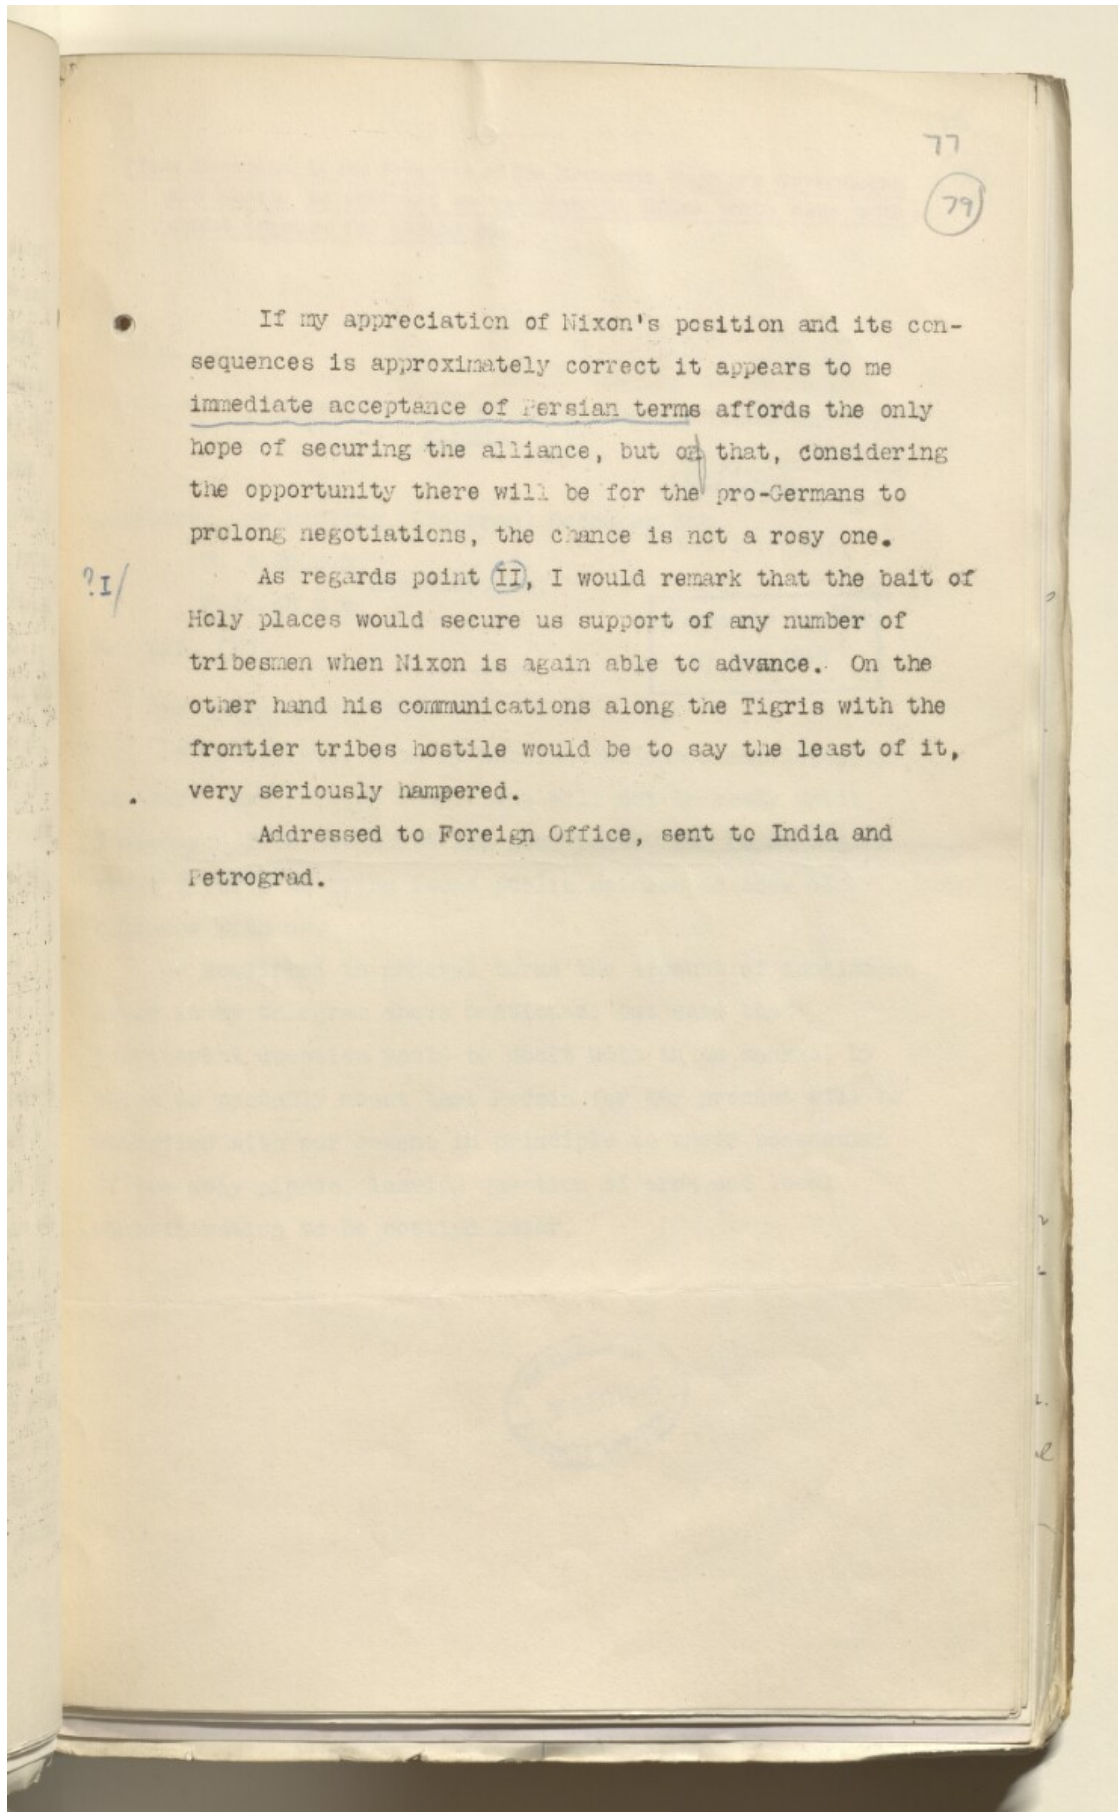 77
79
If my appreciation of Nixon's position and its con-
sequences is approximately correct it appears to me
immediate acceptance of Persian terms affords the only
hope of securing the alliance, but of that, considering
the opportunity there will be for the pro-Germans to
prolong negotiations, the chance is not a rosy one.
?I/
As regards point II, I would remark that the bait of
Holy places would secure us support of any number of
tribesmen when Nixon is again able to advance. On the
other hand his communications along the Tigris with the
frontier tribes hostile would be to say the least of it,
very seriously hampered.
Addressed to Foreign Office, sent to India and
Petrograd.